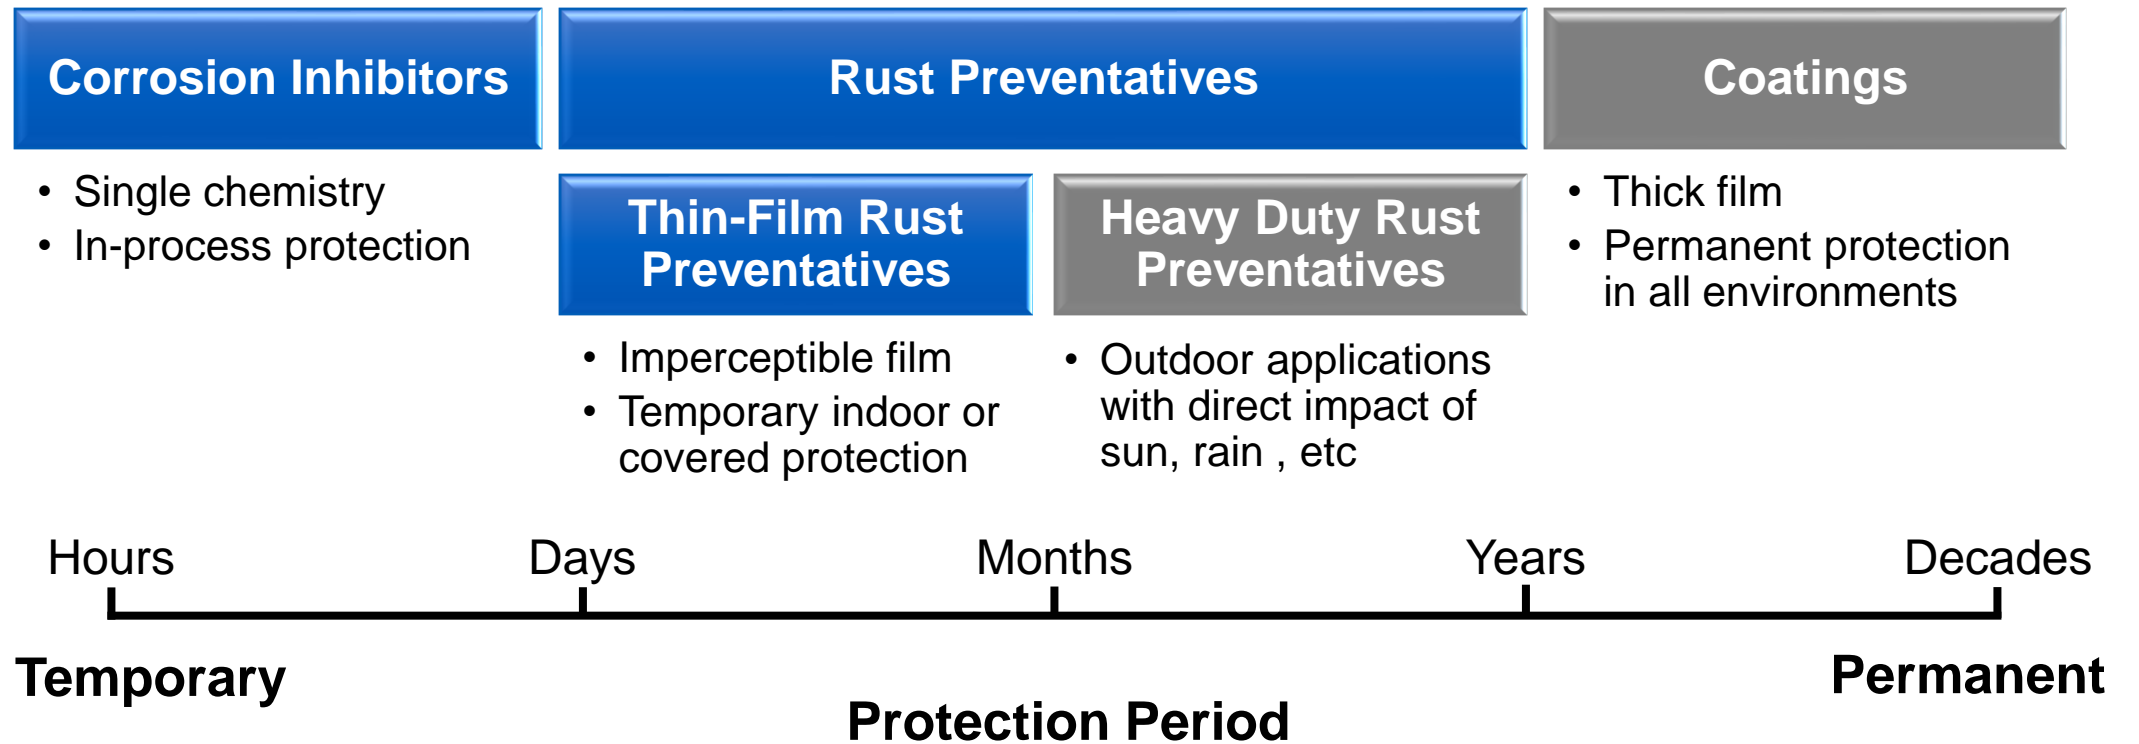 Corrosion Inhibitors
Rust Preventatives
Coatings
• Single chemistry
• In-process protection
Thin-Film Rust
Preventatives
• Imperceptible film
• Temporary indoor or
covered protection
Heavy Duty Rust
Preventatives
• Outdoor applications
with direct impact of
sun, rain , etc
• Thick film
• Permanent protection
in all environments
Hours
Days
Months
Years
Decades
Temporary
Permanent
Protection Period